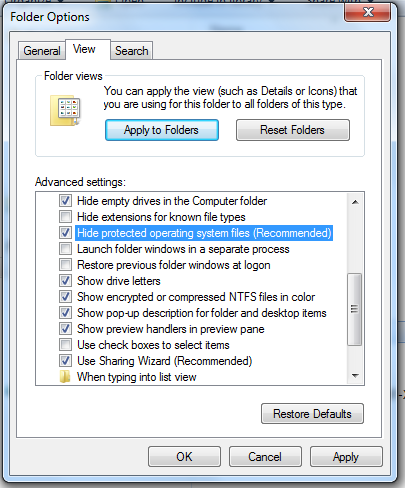 Folder Options
General View Search
Folder views
You can apply the view (such as Details or Icons) that
you are using for this folder to all folders of this type.
Apply to Folders Reset Folders
Advanced settings:
Hide empty drives in the Computer folder
Hide extensions for known file types
Hide protected operating system files (Recommended)
Launch folder windows in a separate process
Restore previous folder windows at logon
Show drive letters
Show encrypted or compressed NTFS files in color
Show pop-up description for folder and desktop items
Show preview handlers in preview pane
Use check boxes to select items
Use Sharing Wizard (Recommended)
When typing into list view
Restore Defaults
OK Cancel Apply